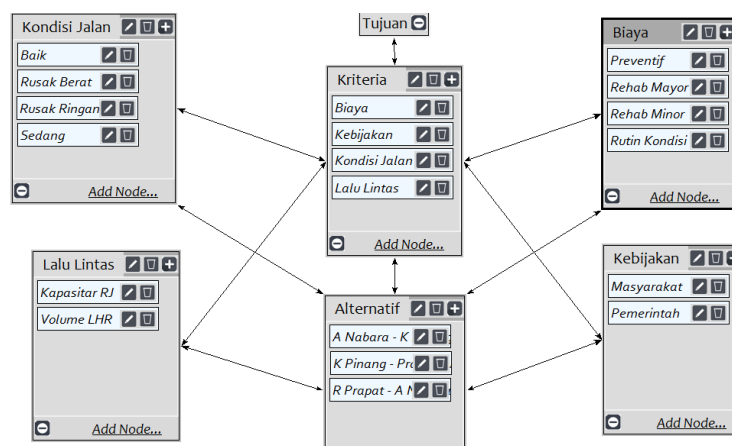 Kondisi Jalan
Baik
Rusak Berat
Rusak Ringan
Sedang
Add Node...
Tujuan
Kriteria
Biaya
Kebijakan
Kondisi Jalan
Lalu Lintas
Add Node...
Biaya
Preventif
Rehab Mayor
Rehab Minor
Rutin Kondisi
Add Node...
Lalu Lintas
Kapasitar RJ
Volume LHR
Add Node...
Alternatif
A Nabara - K
K Pinang -
R Prapat - A
Kebijakan
Masyarakat
Pemerintah
Add Node...